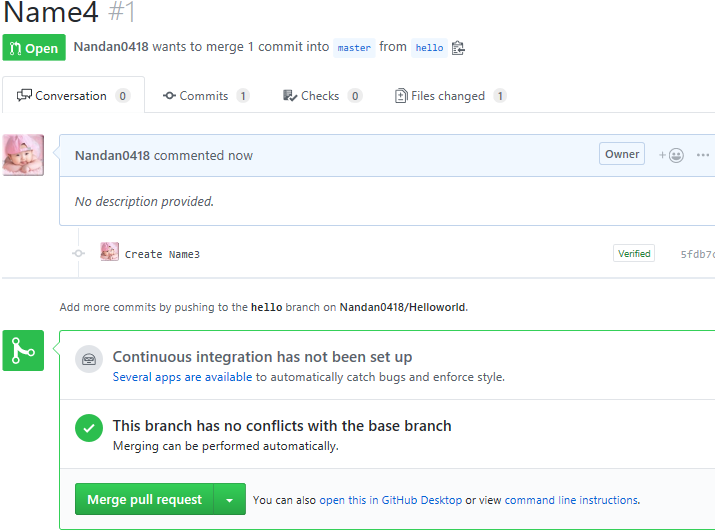 Name4 #1
Open Nandan0418 wants to merge 1 commit into master from hello
Conversation 0 Commits 1 Checks 0 Files changed 1
Nandan0418 commented now Owner
No description provided.
Create Name3 Verified 5fdb7c
Add more commits by pushing to the hello branch on Nandan0418/Helloworld.
Continuous integration has not been set up
Several apps are available to automatically catch bugs and enforce style.
This branch has no conflicts with the base branch
Merging can be performed automatically.
Merge pull request You can also open this in GitHub Desktop or view command line instructions.